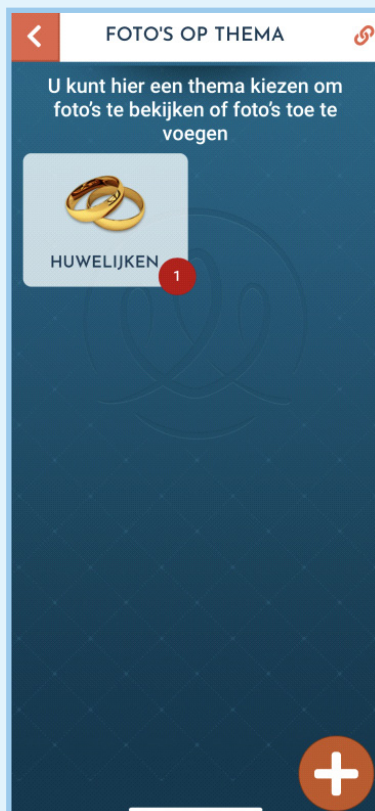 FOTO'S OP THEMA
U kunt hier een thema kiezen om
foto's te bekijken of foto's toe te
voegen
HUWELIJKEN
1